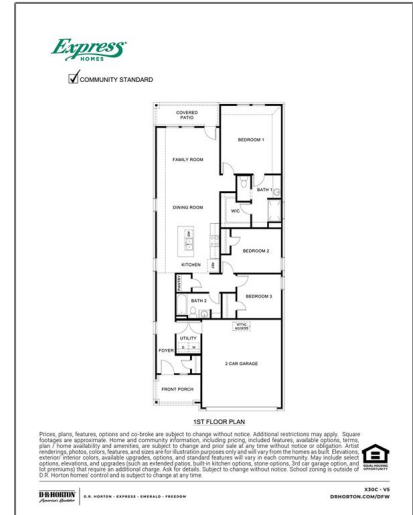 Express
HOMES
COMMUNITY STANDARD
COVERED
PATIO
BEDROOM 1
FAMILY ROOM
BATH 1
DINING ROOM
WIC
BEDROOM 2
KITCHEN
PANTRY
BEDROOM 3
BATH 2
UTILITY
ATTIC
ACCESS
FOYER
2-CAR GARAGE
FRONT PORCH
1ST FLOOR PLAN
Prices, plans, features, options and co-broke are subject to change without notice. Additional restrictions may apply. Square
footages are approximate. Home and community information, including pricing, included features, available options, terms,
plan / home availability and amenities, are subject to change and prior sale at any time without notice or obligation. Artist
renderings, photos, colors, features, and sizes are for illustration purposes only and will vary from the homes as built. Elevations,
exterior/ interior colors, available upgrades, options, and standard features will vary in each community. May include select
options, elevations, and upgrades (such as extended patios, built-in kitchen options, stone options, 3rd car garage option, and
lot premiums) that require an additional charge. Ask for details. Subject to change without notice. School zoning is outside of
D.R. Horton homes' control and is subject to change at any time.
EQUAL HOUSING
OPPORTUNITY
X30C - V5
D·R·HORTON
America's Builder
D.R. HORTON - EXPRESS - EMERALD - FREEDOM
DRHORTON.COM/DFW